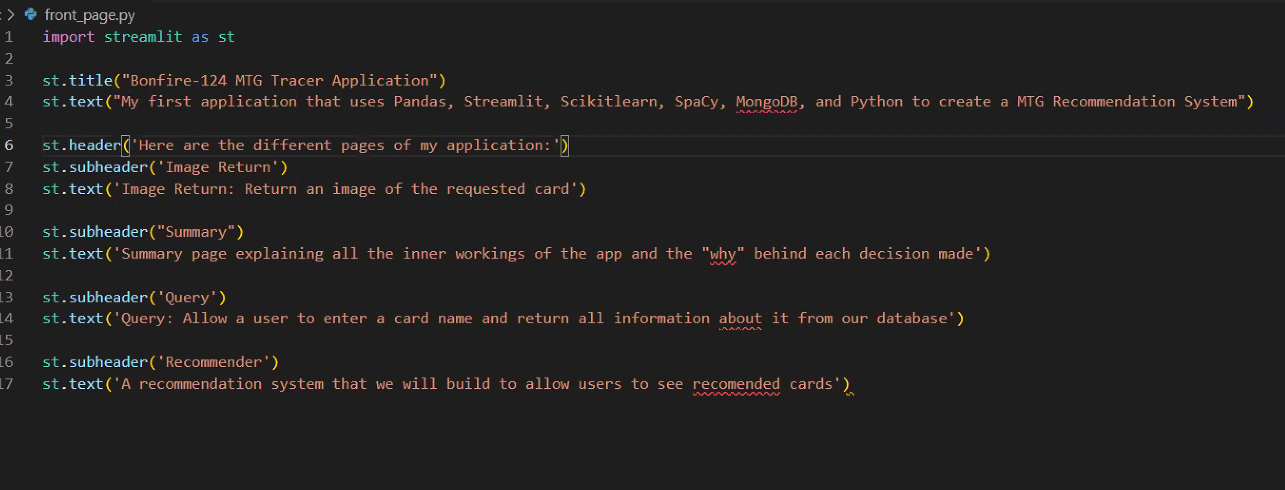 : > front_page.py
1 import streamlit as st
2
3 st.title("Bonfire-124 MTG Tracer Application")
4 st.text("My first application that uses Pandas, Streamlit, Scikitlearn, SpaCy, MongoDB, and Python to create a MTG Recommendation System")
5
6 st.header('Here are the different pages of my application:')
7 st.subheader('Image Return')
8 st.text('Image Return: Return an image of the requested card')
9
10 st.subheader("Summary")
11 st.text('Summary page explaining all the inner workings of the app and the "why" behind each decision made')
12
13 st.subheader('Query')
14 st.text('Query: Allow a user to enter a card name and return all information about it from our database')
15
16 st.subheader('Recommender')
17 st.text('A recommendation system that we will build to allow users to see recomended cards')